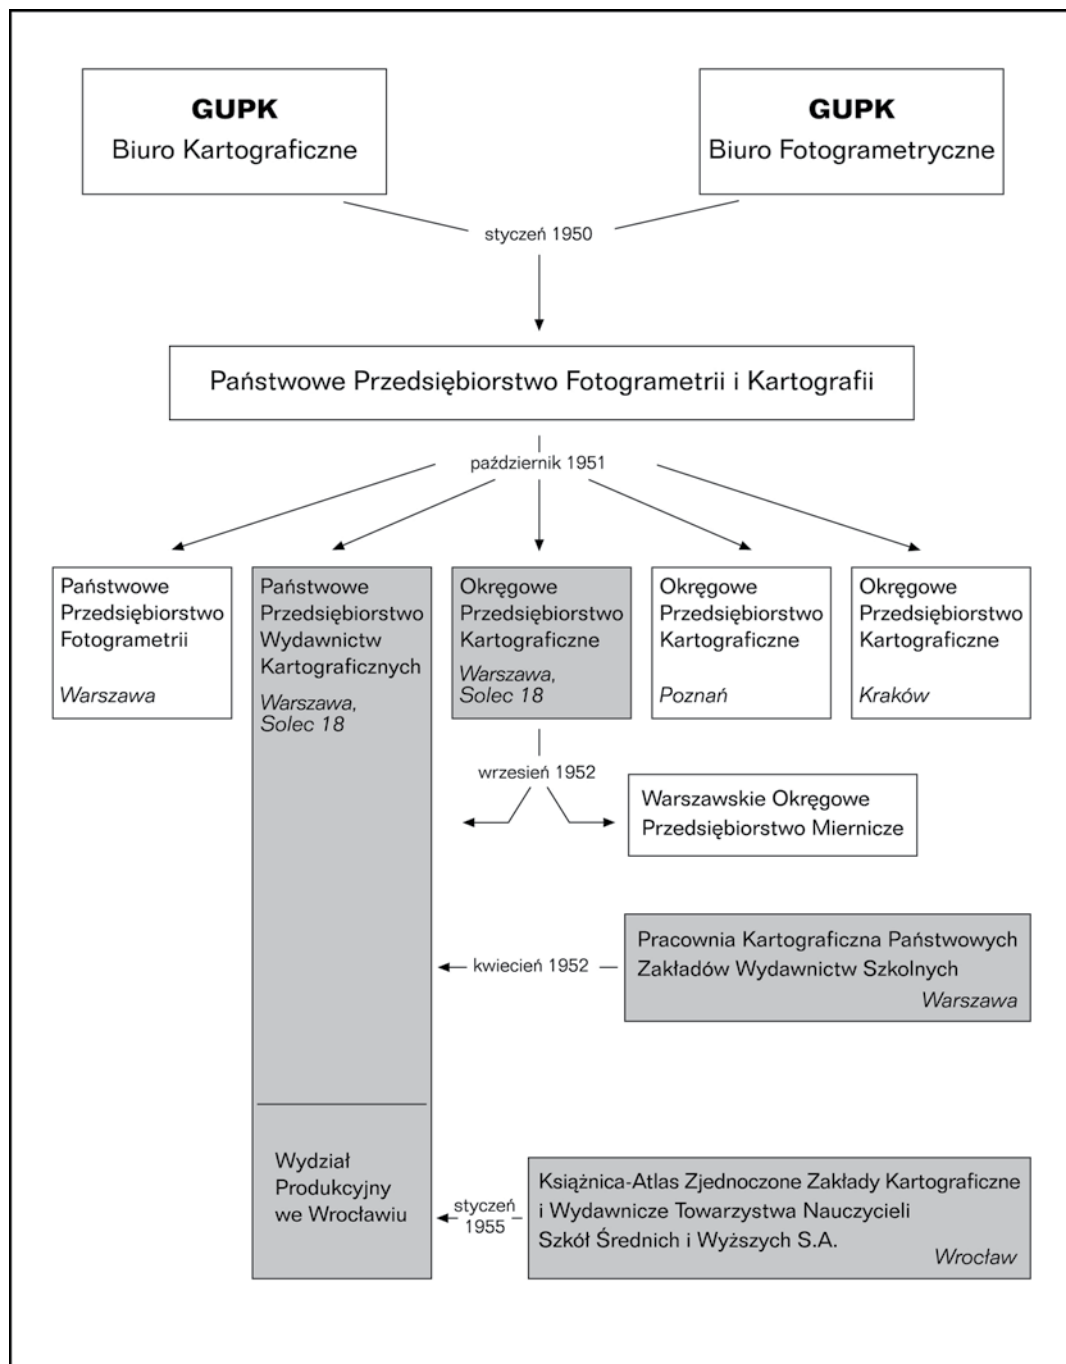 GUPK
Biuro Kartograficzne
GUPK
Biuro Fotogrametryczne
styczeń 1950
Państwowe Przedsiębiorstwo Fotogrametrii i Kartografii
październik 1951
Państwowe
Przedsiębiorstwo
Fotogrametrii
Warszawa
Państwowe
Przedsiębiorstwo
Wydawnictw
Kartograficznych
Warszawa,
Solec 18
Okręgowe
Przedsiębiorstwo
Kartograficzne
Warszawa,
Solec 18
Okręgowe
Przedsiębiorstwo
Kartograficzne
Poznań
Okręgowe
Przedsiębiorstwo
Kartograficzne
Kraków
wrzesień 1952
Warszawskie Okręgowe
Przedsiębiorstwo Miernicze
kwiecień 1952
Pracownia Kartograficzna Państwowych
Zakładów Wydawnictw Szkolnych
Warszawa
Wydział
Produkcyjny
we Wrocławiu
styczeń
1955
Książnica-Atlas Zjednoczone Zakłady Kartograficzne
i Wydawnicze Towarzystwa Nauczycieli
Szkół Średnich i Wyższych S.A.
Wrocław